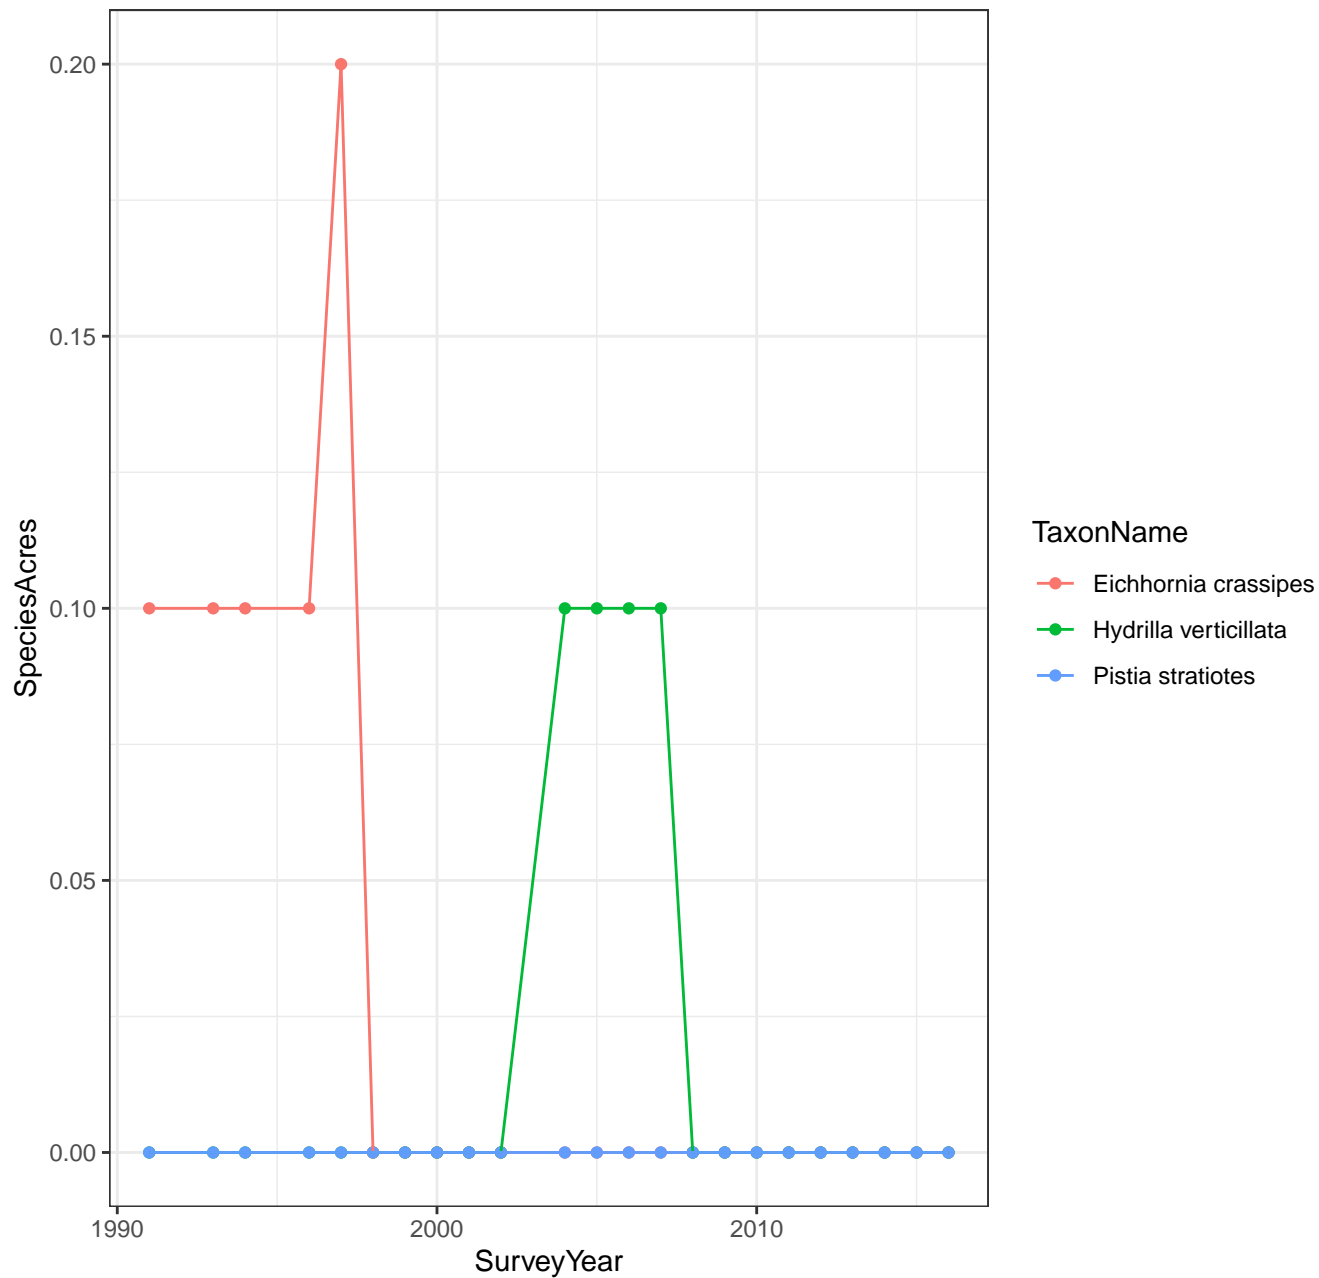 0.20
0.15
0.10
0.05
0.00
SpeciesAcres
1990
2000
2010
SurveyYear
TaxonName
Eichhornia crassipes
Hydrilla verticillata
Pistia stratiotes